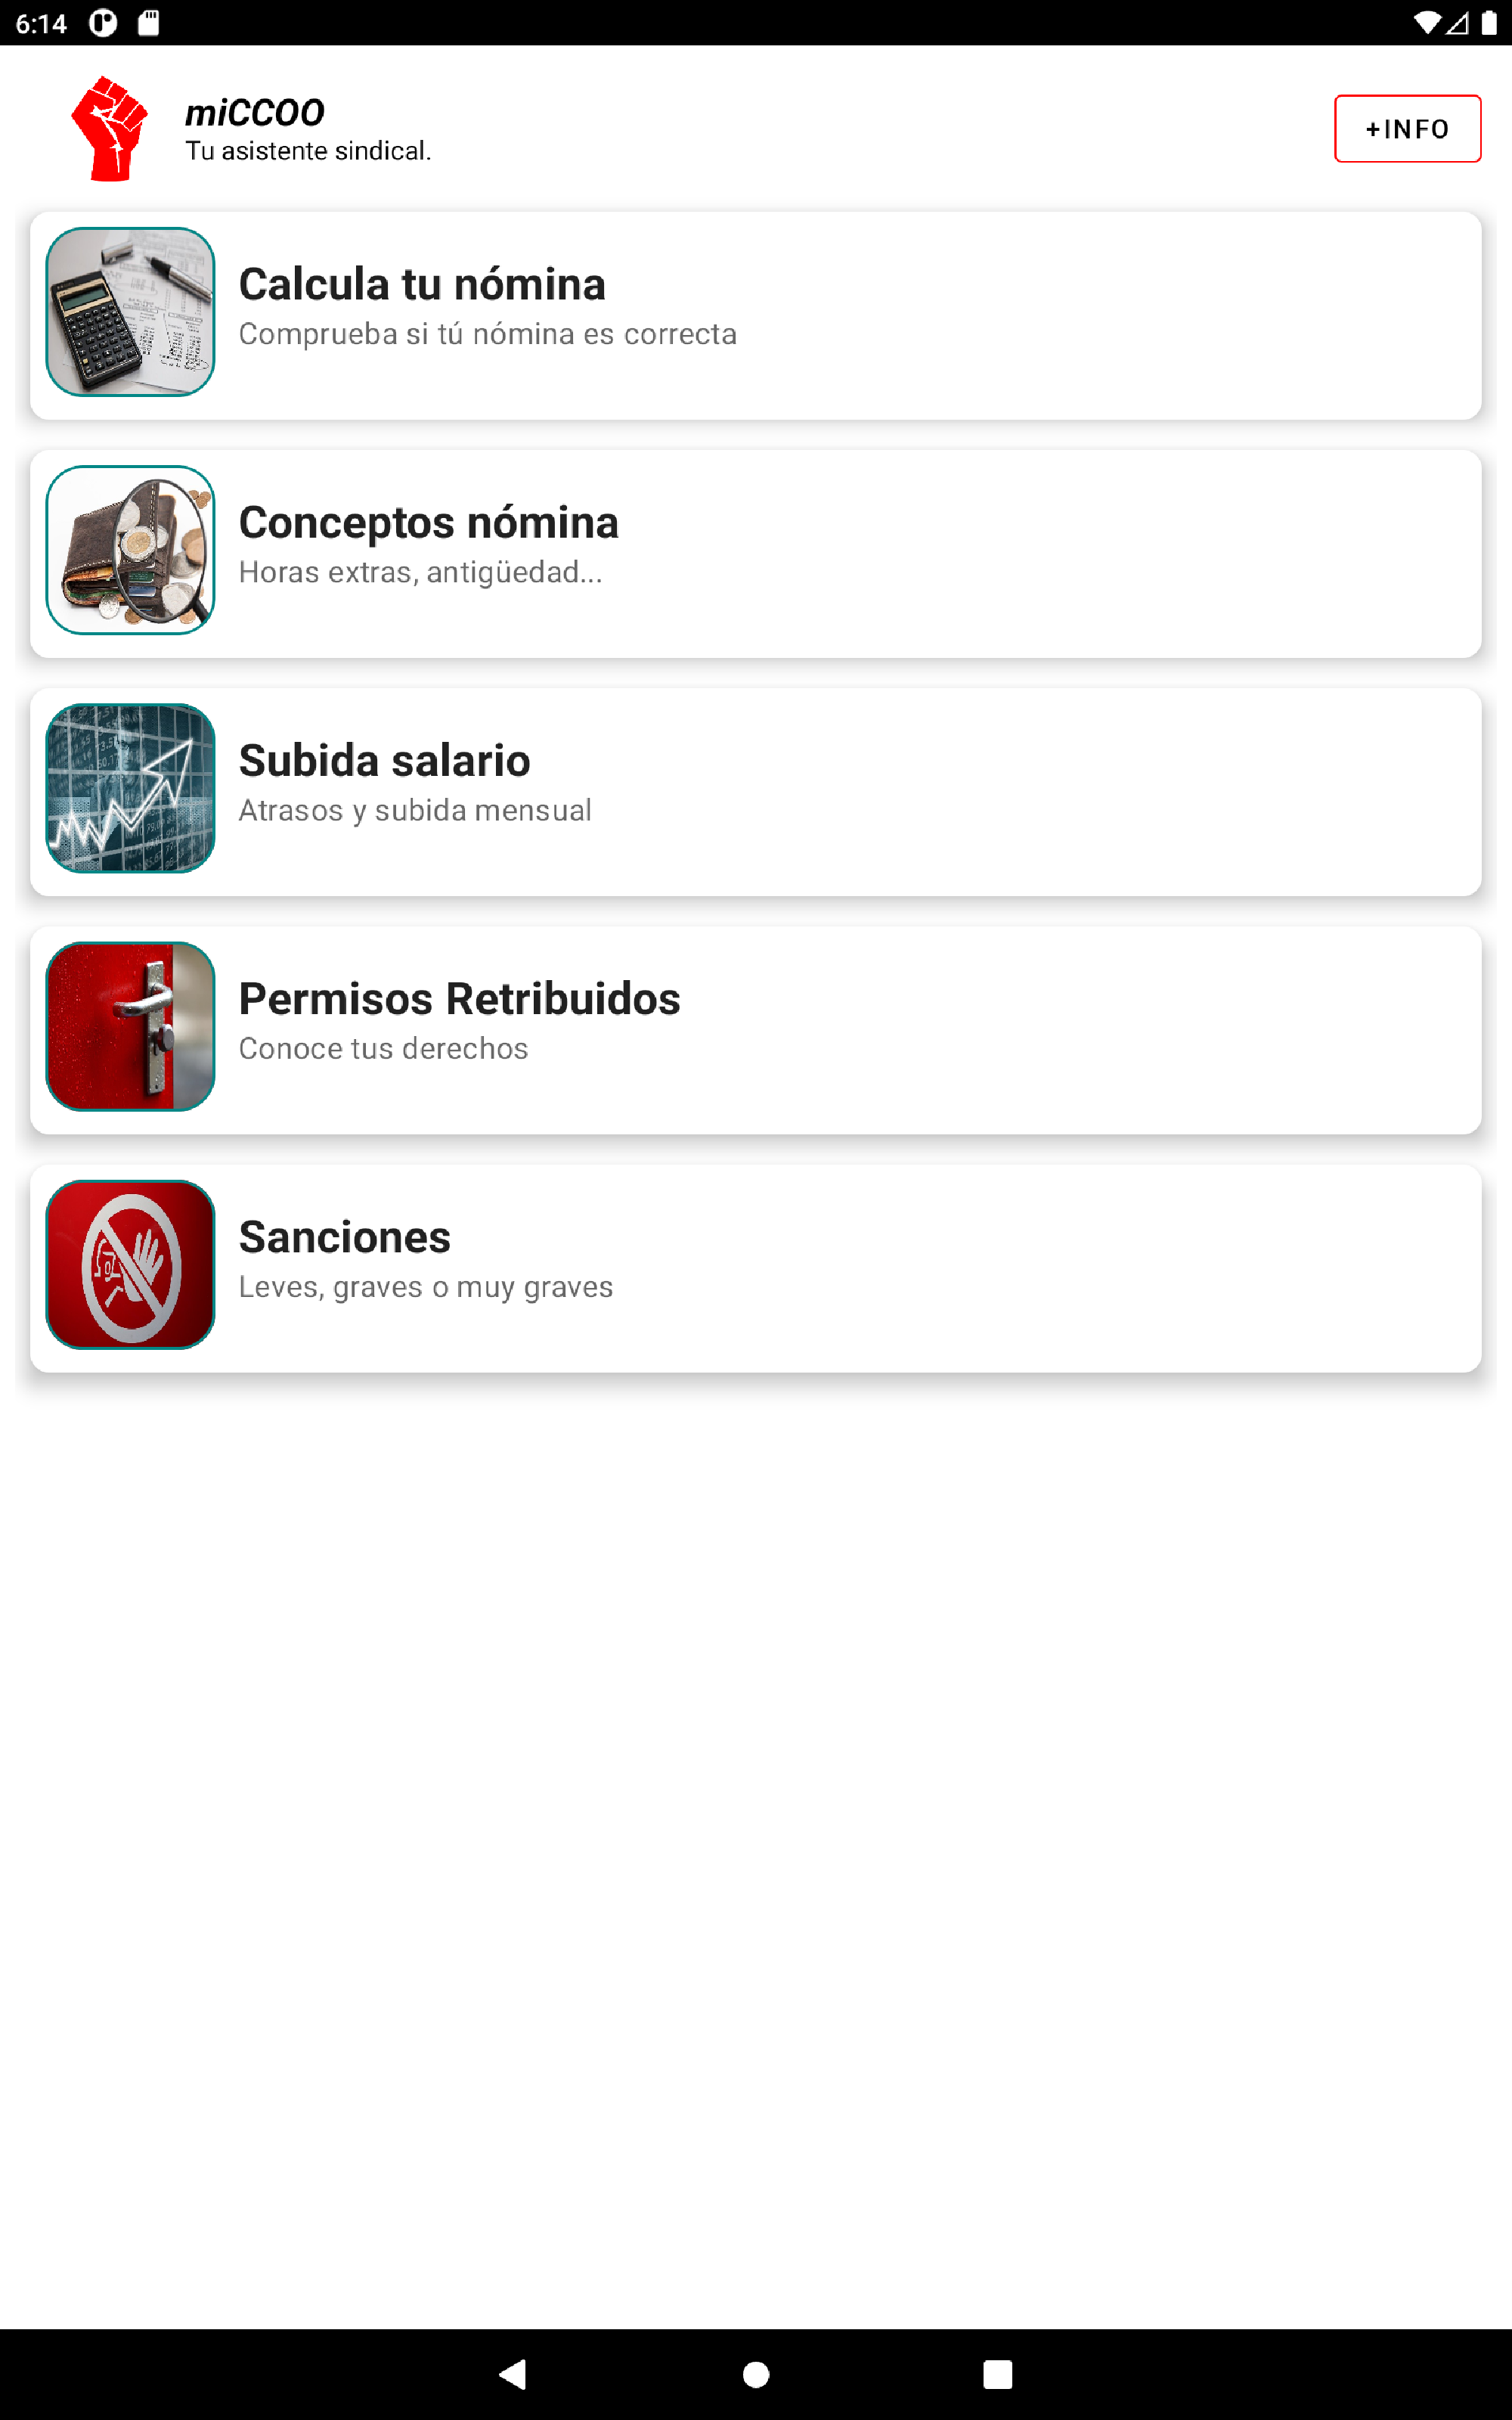 6:14
miCCOO
Tu asistente sindical.
+INFO
Calcula tu nómina
Comprueba si tú nómina es correcta
Conceptos nómina
Horas extras, antigüedad...
Subida salario
Atrasos y subida mensual
Permisos Retribuidos
Conoce tus derechos
Sanciones
Leves, graves o muy graves